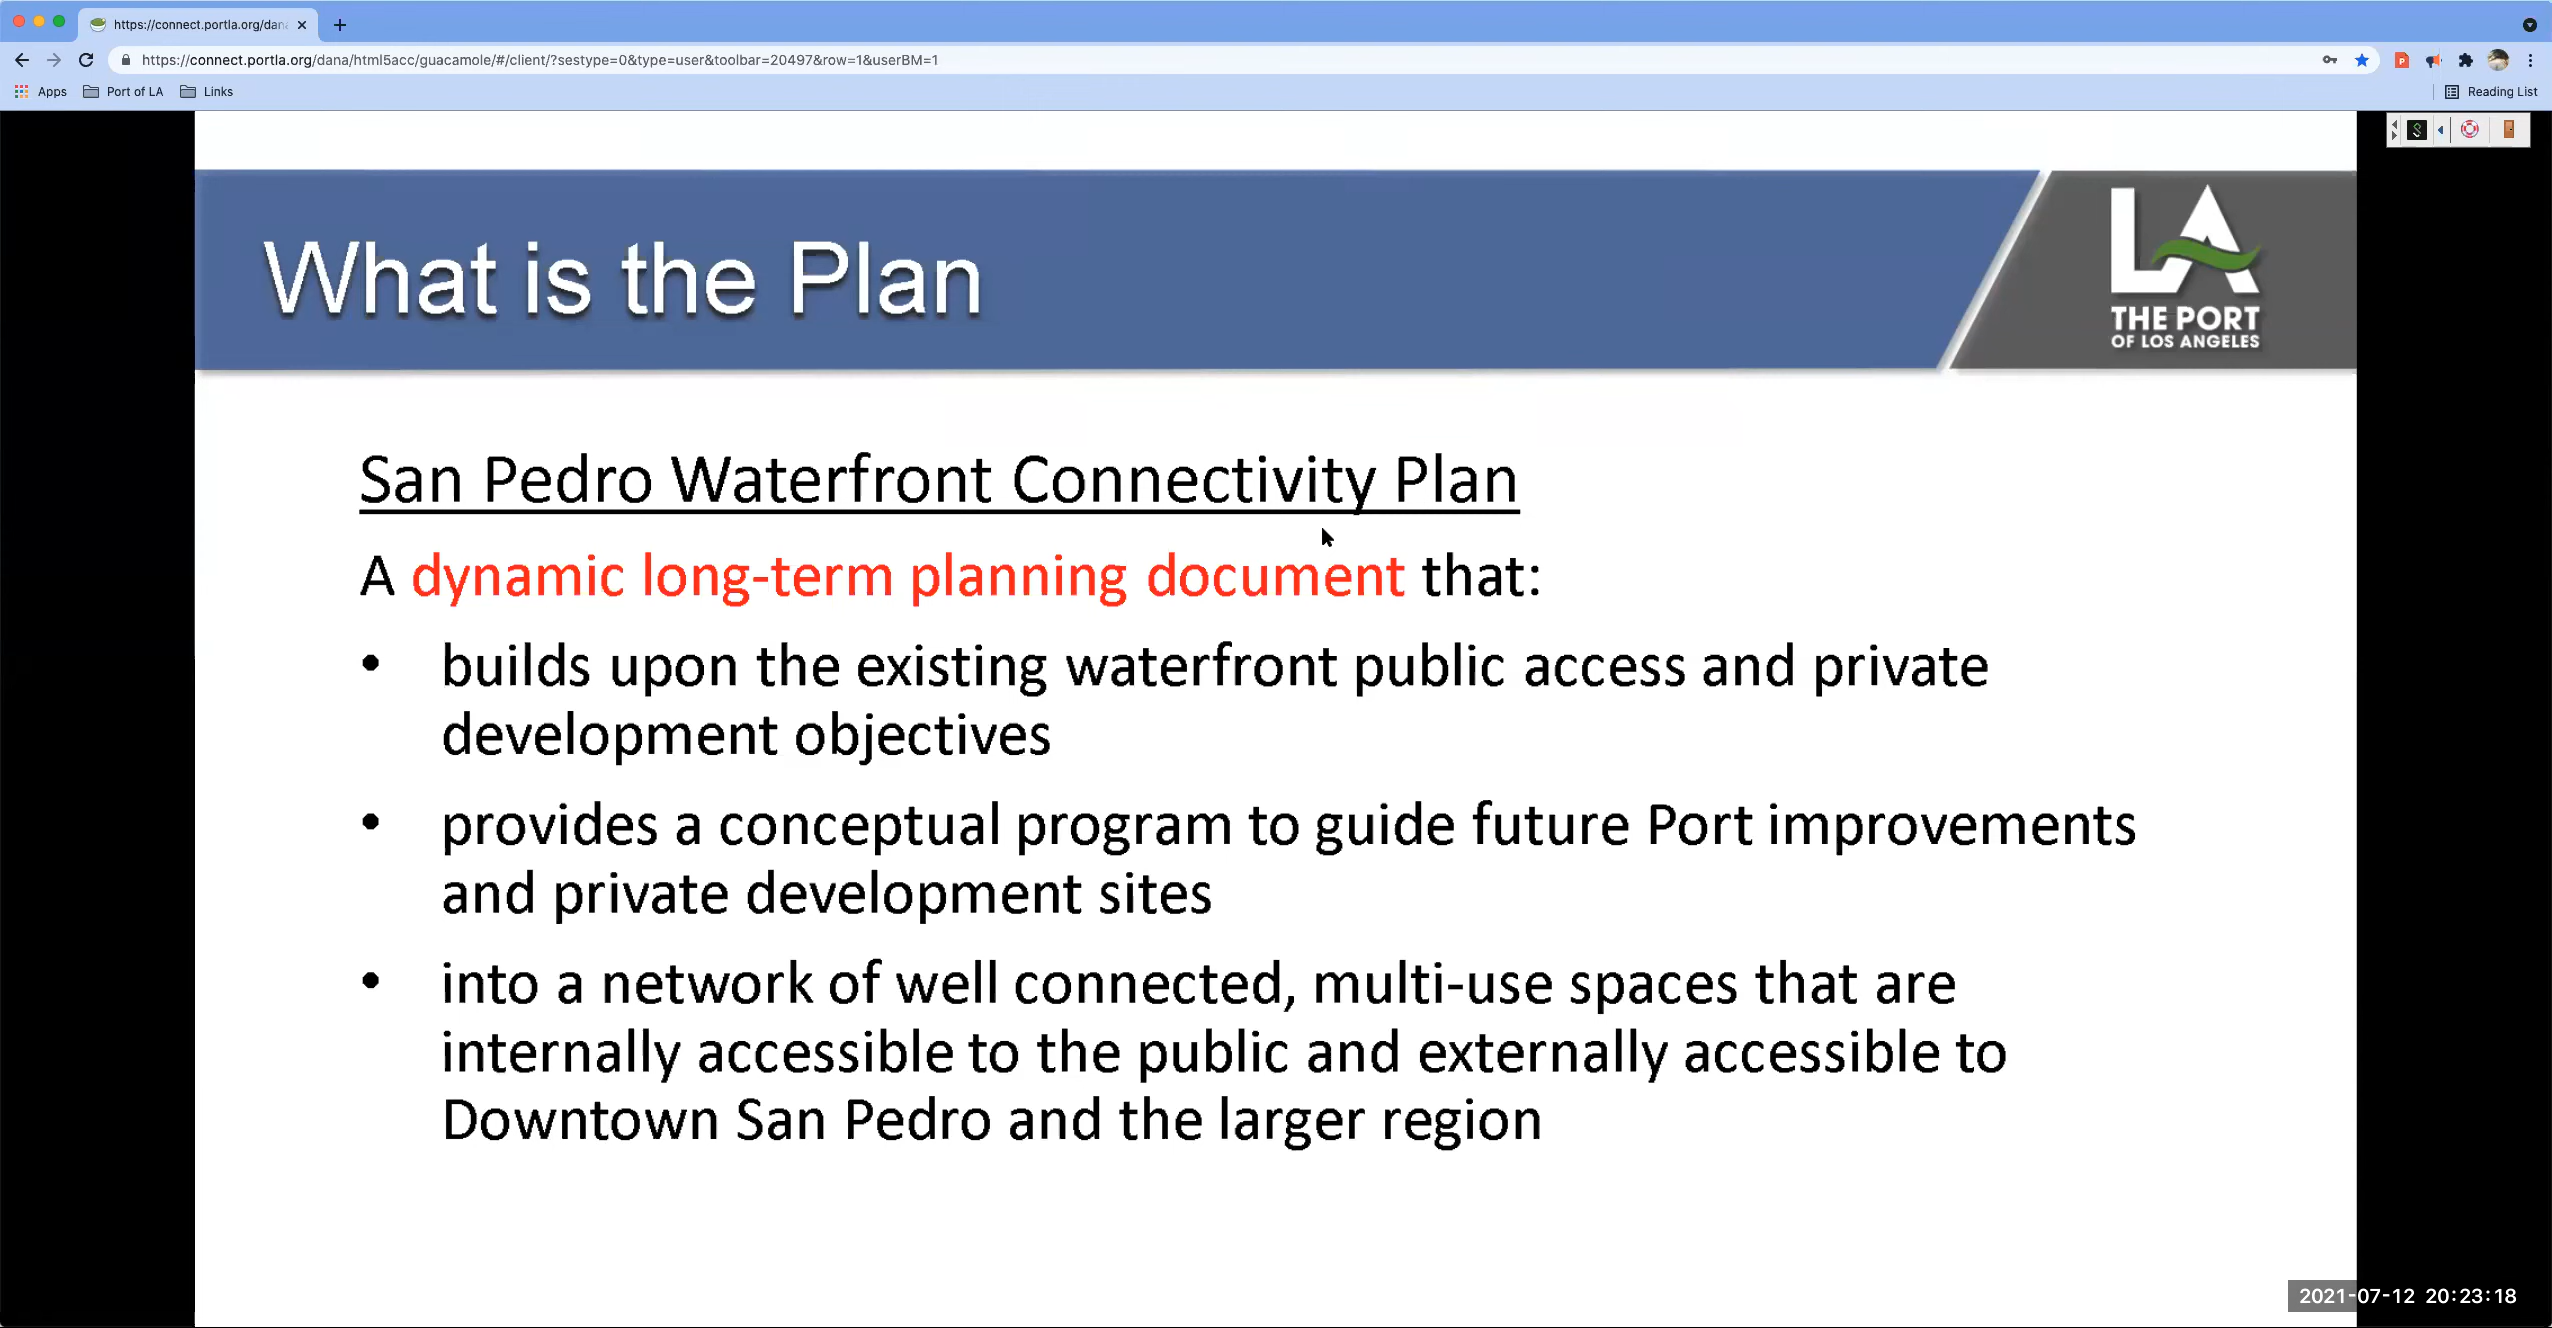 https://connect.portla.org/dana
https://connect.portla.org/dana/html5acc/guacamole/#/client/?sestype=0&type=user&toolbar=20497&row=1&userBM=1
Apps Port of LA Links Reading List
What is the Plan
LA
THE PORT
OF LOS ANGELES
San Pedro Waterfront Connectivity Plan
A dynamic long-term planning document that:
• builds upon the existing waterfront public access and private
development objectives
• provides a conceptual program to guide future Port improvements
and private development sites
• into a network of well connected, multi-use spaces that are
internally accessible to the public and externally accessible to
Downtown San Pedro and the larger region
2021-07-12 20:23:18